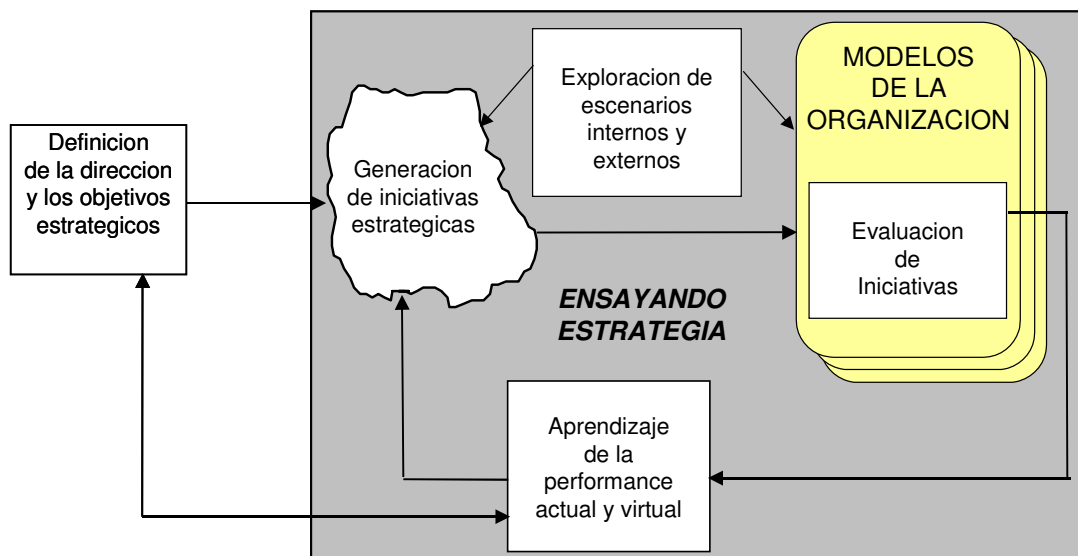 Definicion
de la direccion
y los objetivos
estrategicos
Generacion
de iniciativas
estrategicas
Exploracion de
escenarios
internos y
externos
MODELOS
DE LA
ORGANIZACION
Evaluacion
de
Iniciativas
ENSAYANDO
ESTRATEGIA
Aprendizaje
de la
performance
actual y virtual